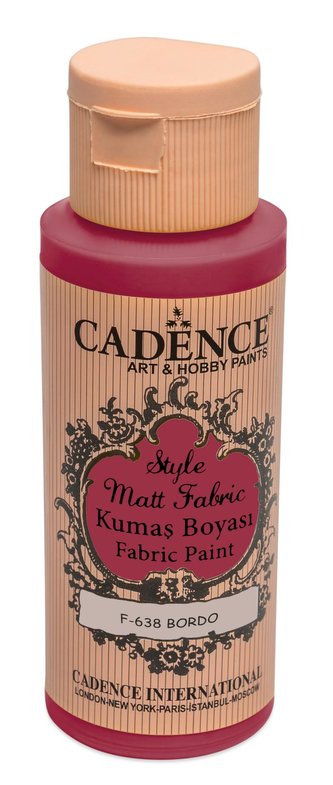 CADENCE®
ART & HOBBY PAINTS
Style
Matt Fabric
Kumaş Boyası
Fabric Paint
F-638 BORDO
CADENCE INTERNATIONAL
LONDON-NEW YORK-PARIS-İSTANBUL-MOSCOW